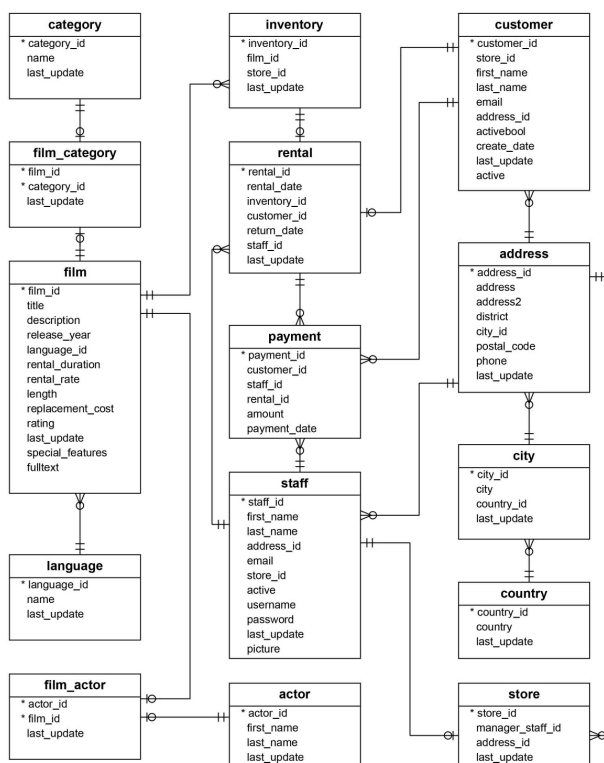 category
* category_id
name
last_update
film_category
* film_id
* category_id
last_update
film
* film_id
title
description
release_year
language_id
rental_duration
rental_rate
length
replacement_cost
rating
last_update
special_features
fulltext
language
* language_id
name
last_update
film_actor
* actor_id
* film_id
last_update
inventory
* inventory_id
film_id
store_id
last_update
rental
* rental_id
rental_date
inventory_id
customer_id
return_date
staff_id
last_update
payment
* payment_id
customer_id
staff_id
rental_id
amount
payment_date
staff
* staff_id
first_name
last_name
address_id
email
store_id
active
username
password
last_update
picture
actor
* actor_id
first_name
last_name
last_update
customer
* customer_id
store_id
first_name
last_name
email
address_id
activebool
create_date
last_update
active
address
* address_id
address
address2
district
city_id
postal_code
phone
last_update
city
* city_id
city
country_id
last_update
country
* country_id
country
last_update
store
* store_id
manager_staff_id
address_id
last_update